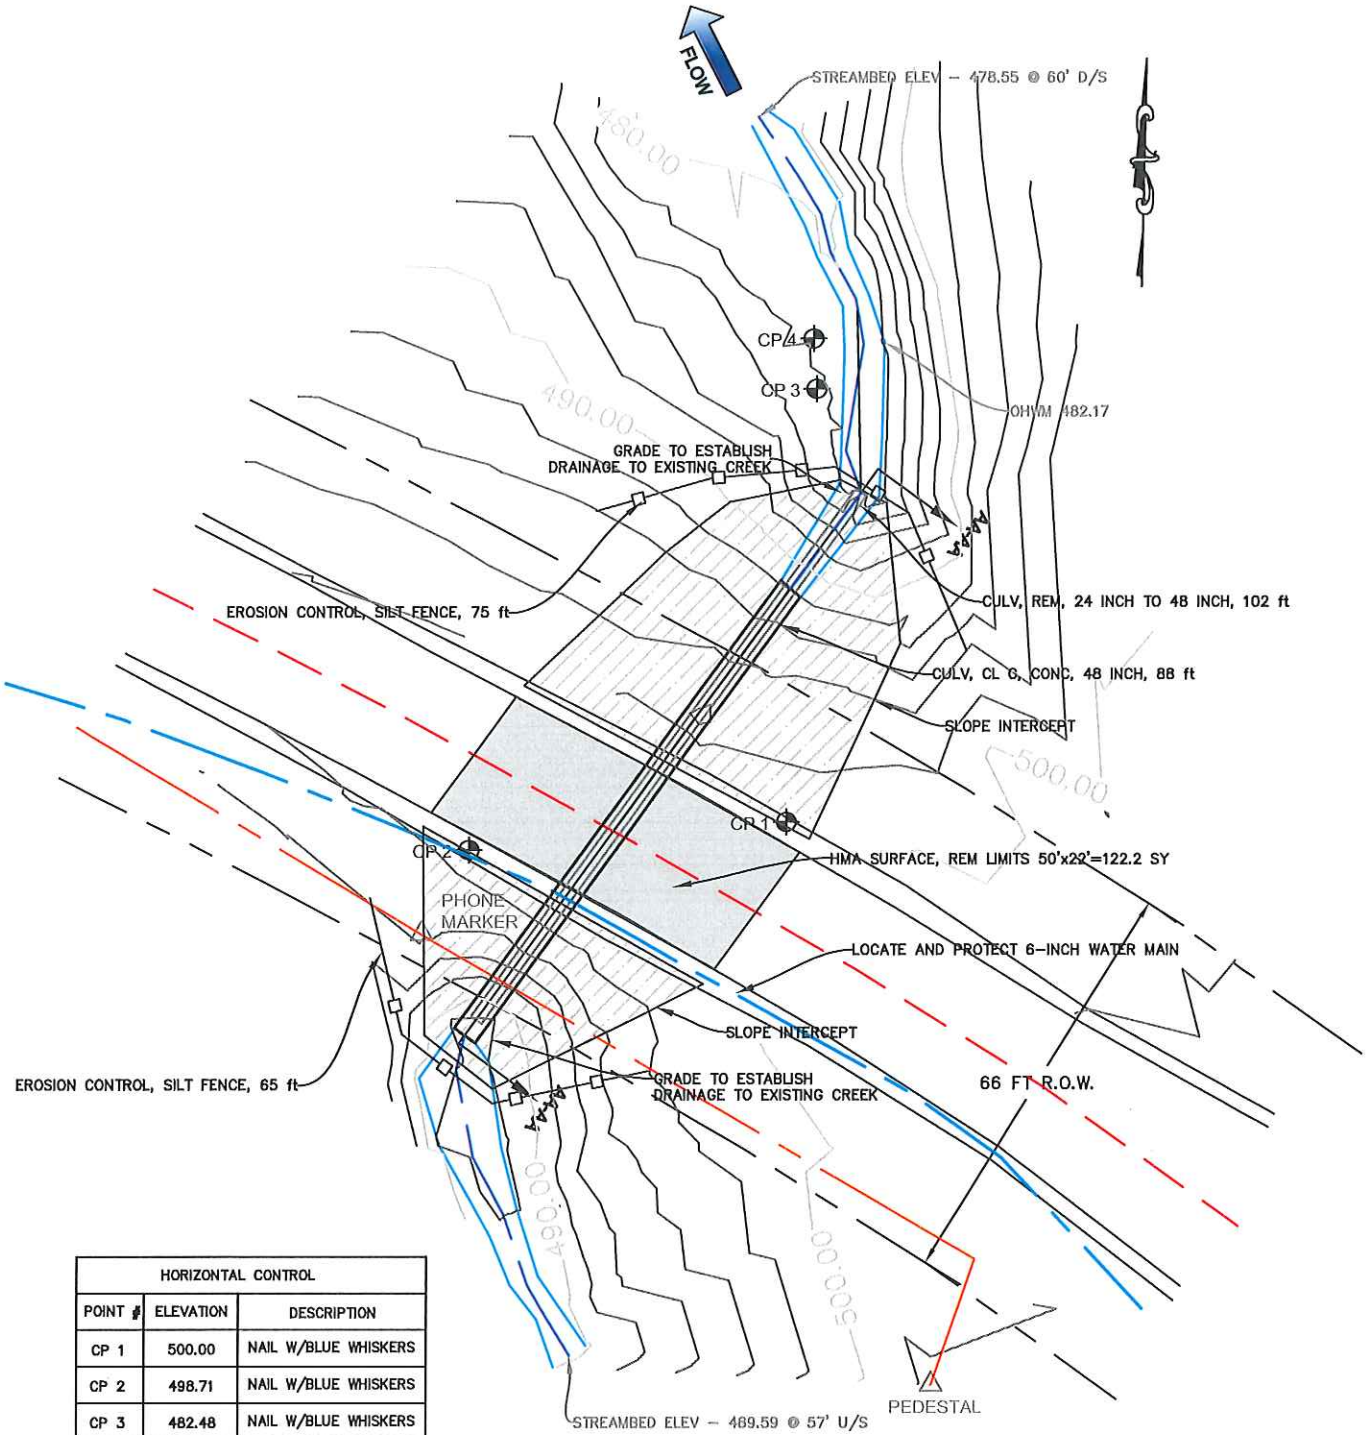 FLOW
STREAMBED ELEV - 478.55 @ 60' D/S
480.00
CP 4
CP 3
OHWM 482.17
490.00
GRADE TO ESTABLISH
DRAINAGE TO EXISTING CREEK
EROSION CONTROL, SILT FENCE, 75 ft
CULV, REM, 24 INCH TO 48 INCH, 102 ft
CULV, CL C, CONC, 48 INCH, 88 ft
SLOPE INTERCEPT
500.00
CP 1
CP 2
HMA SURFACE, REM LIMITS 50'x22'=122.2 SY
PHONE
MARKER
LOCATE AND PROTECT 6-INCH WATER MAIN
SLOPE INTERCEPT
66 FT R.O.W.
EROSION CONTROL, SILT FENCE, 65 ft
GRADE TO ESTABLISH
DRAINAGE TO EXISTING CREEK
490.00
500.00
HORIZONTAL CONTROL
POINT # ELEVATION DESCRIPTION
CP 1 500.00 NAIL W/BLUE WHISKERS
CP 2 498.71 NAIL W/BLUE WHISKERS
CP 3 482.48 NAIL W/BLUE WHISKERS
PEDESTAL
STREAMBED ELEV - 489.59 @ 57' U/S